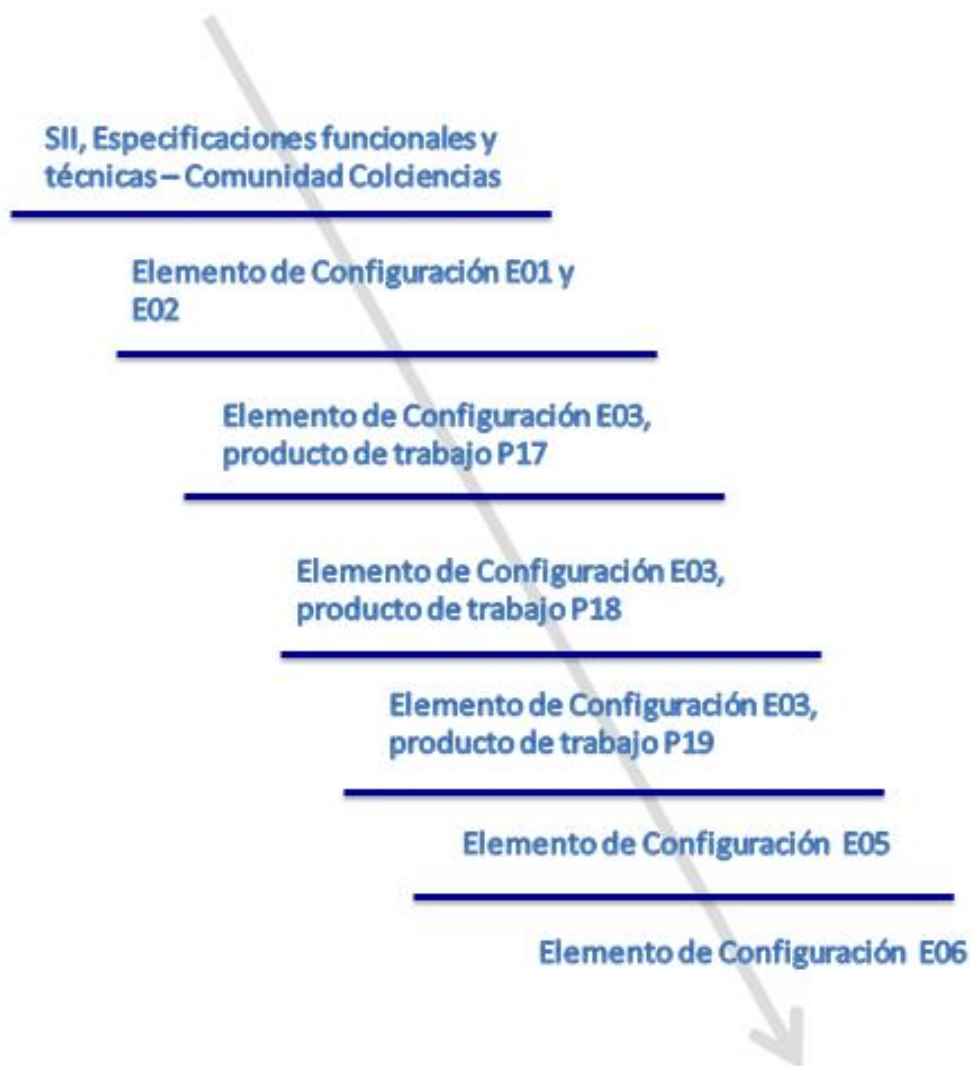 SII, Especificaciones funcionales y
técnicas – Comunidad Colciencias
Elemento de Configuración E01 y
E02
Elemento de Configuración E03,
producto de trabajo P17
Elemento de Configuración E03,
producto de trabajo P18
Elemento de Configuración E03,
producto de trabajo P19
Elemento de Configuración E05
Elemento de Configuración E06